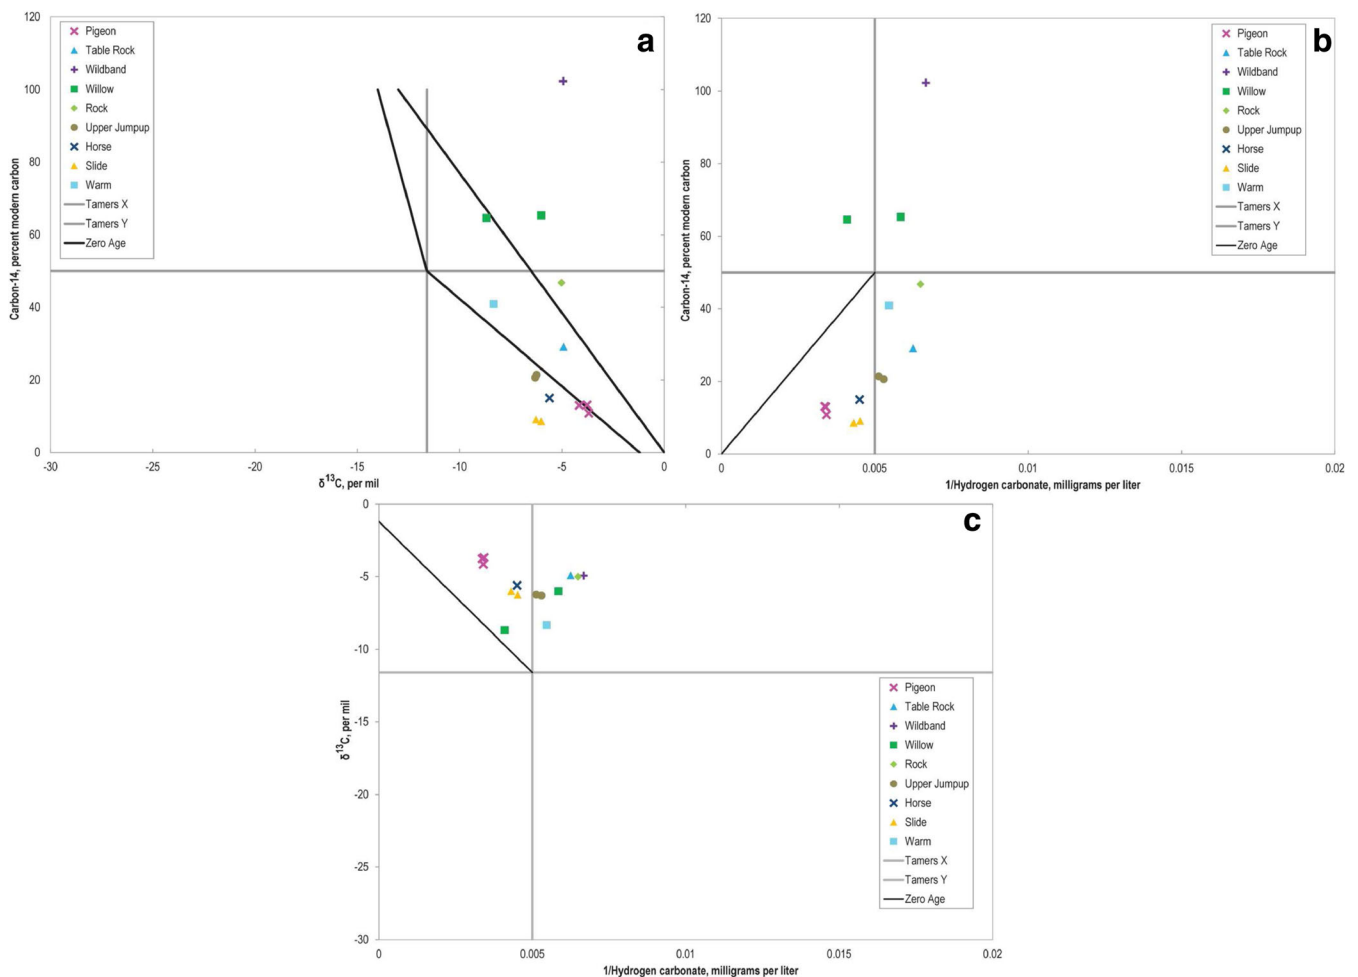 a
120
100
80
60
40
20
0
Carbon-14, percent modern carbon
Pigeon
Table Rock
Wildband
Willow
Rock
Upper Jumpup
Horse
Slide
Warm
Tamers X
Tamers Y
Zero Age
-30
-25
-20
-15
-10
-5
0
δ13C, per mil
b
120
100
80
60
40
20
0
Carbon-14, percent modern carbon
Pigeon
Table Rock
Wildband
Willow
Rock
Upper Jumpup
Horse
Slide
Warm
Tamers X
Tamers Y
Zero Age
0
0.005
0.01
0.015
0.02
1/Hydrogen carbonate, milligrams per liter
c
0
-5
-10
-15
-20
-25
-30
δ13C, per mil
Pigeon
Table Rock
Wildband
Willow
Rock
Upper Jumpup
Horse
Slide
Warm
Tamers X
Tamers Y
Zero Age
0
0.005
0.01
0.015
0.02
1/Hydrogen carbonate, milligrams per liter